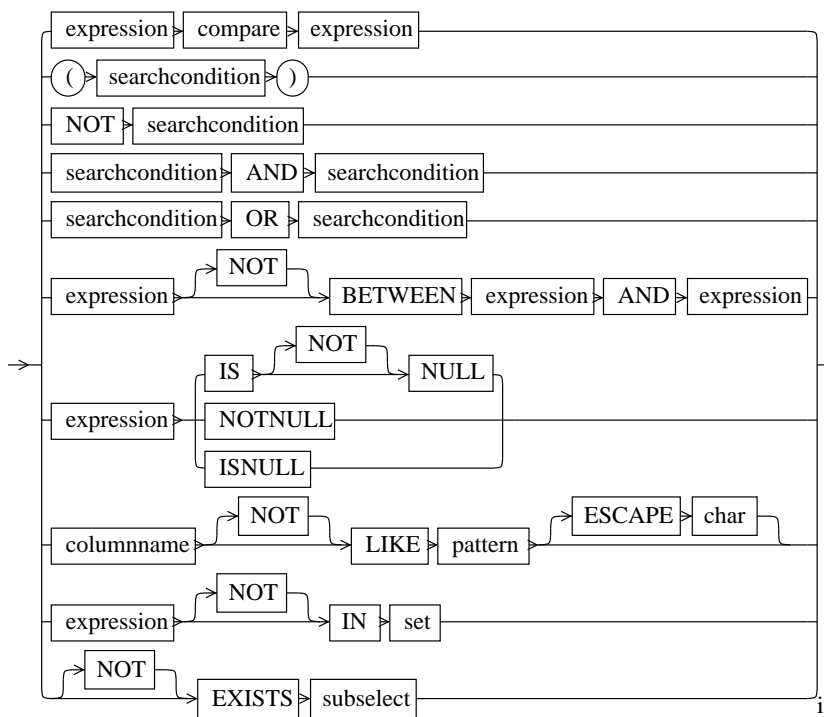 expression compare expression
( searchcondition )
NOT searchcondition
searchcondition AND searchcondition
searchcondition OR searchcondition
NOT
expression BETWEEN expression AND expression
NOT
IS NULL
expression NOTNULL
ISNULL
NOT ESCAPE char
columnname LIKE pattern
NOT
expression IN set
NOT
EXISTS subselect
i